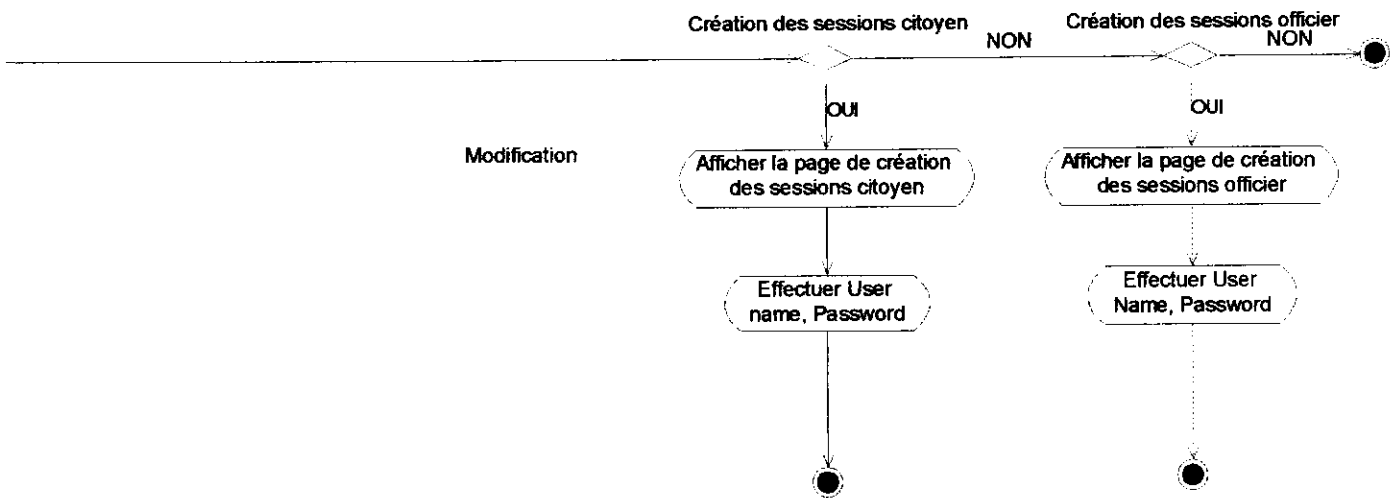 Création des sessions citoyen
NON
Création des sessions officier
NON
OUI
OUI
Modification
Afficher la page de création
des sessions citoyen
Afficher la page de création
des sessions officier
Effectuer User
name, Password
Effectuer User
Name, Password